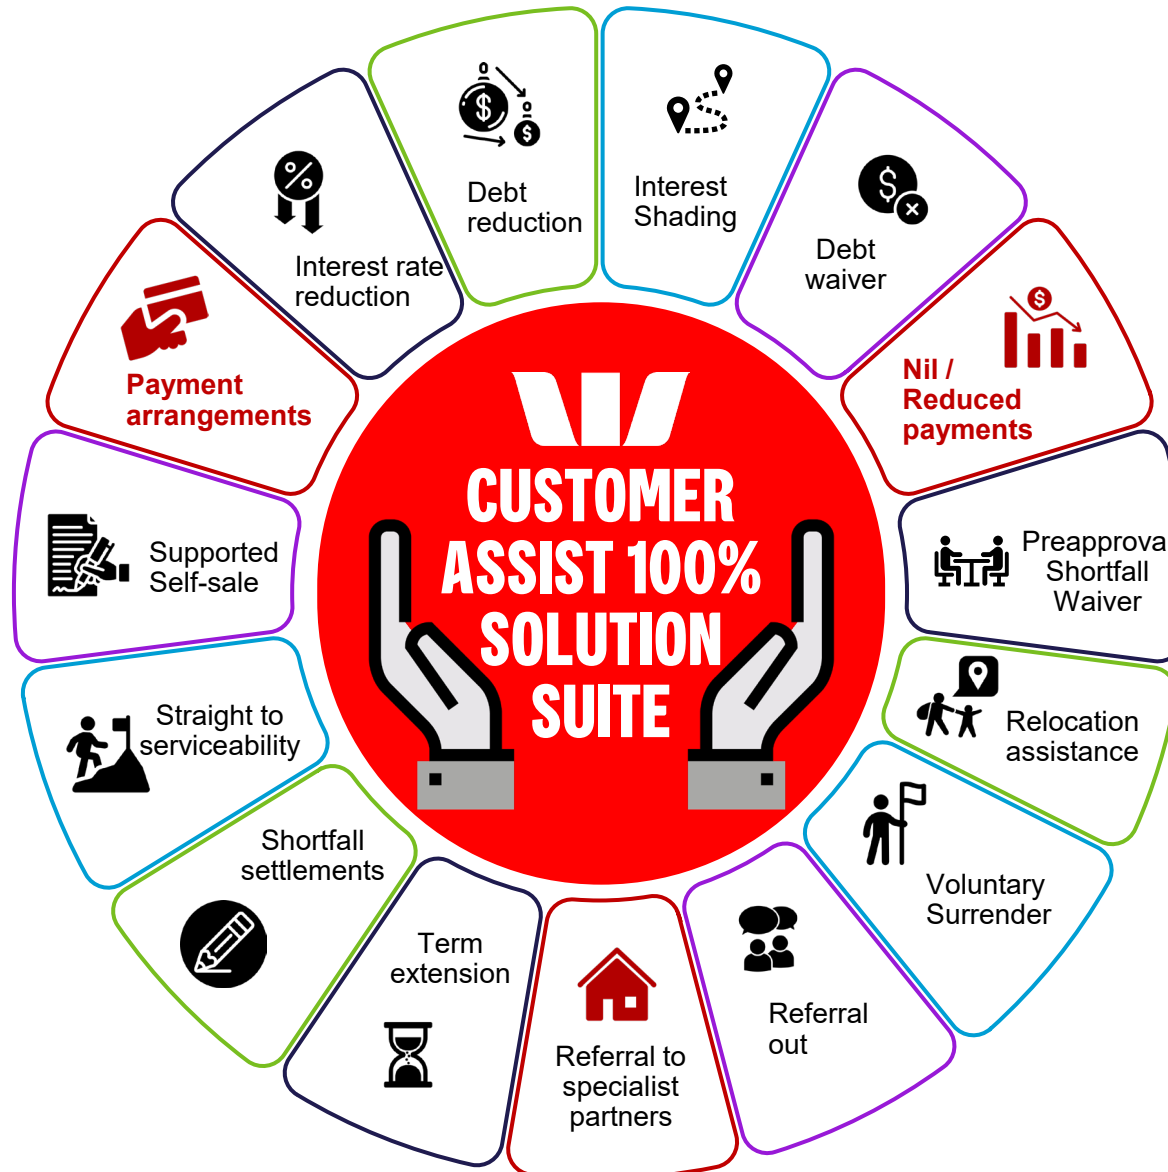 CUSTOMER
ASSIST 100%
SOLUTION
SUITE
Interest
Shading
Debt
waiver
Nil /
Reduced
payments
Preapprova
Shortfall
Waiver
Relocation
assistance
Voluntary
Surrender
Referral
out
Referral to
specialist
partners
Term
extension
Shortfall
settlements
Straight to
serviceability
Supported
Self-sale
Payment
arrangements
Interest rate
reduction
Debt
reduction